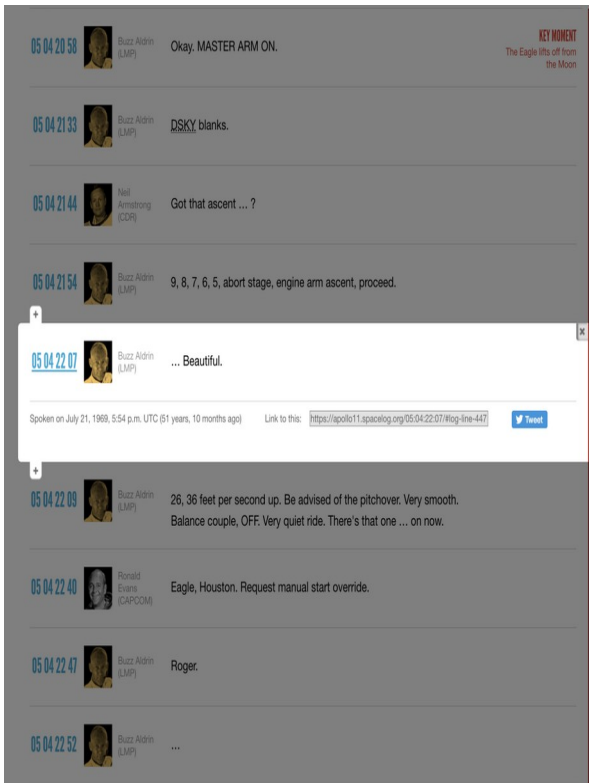 05 04 20 58
Buzz Aldrin
(LMP)
Okay. MASTER ARM ON.
KEY MOMENT
The Eagle lifts off from
the Moon
05 04 21 33
Buzz Aldrin
(LMP)
DSKY blanks.
05 04 21 44
Neil
Armstrong
(CDR)
Got that ascent ... ?
05 04 21 54
Buzz Aldrin
(LMP)
9, 8, 7, 6, 5, abort stage, engine arm ascent, proceed.
+
x
05 04 22 07
Buzz Aldrin
(LMP)
... Beautiful.
Spoken on July 21, 1969, 5:54 p.m. UTC (51 years, 10 months ago)
Link to this:
https://apollo11.spacelog.org/05:04:22:07/#log-line-447
Tweet
+
05 04 22 09
Buzz Aldrin
(LMP)
26, 36 feet per second up. Be advised of the pitchover. Very smooth.
Balance couple, OFF. Very quiet ride. There's that one ... on now.
05 04 22 40
Ronald
Evans
(CAPCOM)
Eagle, Houston. Request manual start override.
05 04 22 47
Buzz Aldrin
(LMP)
Roger.
05 04 22 52
Buzz Aldrin
(LMP)
...